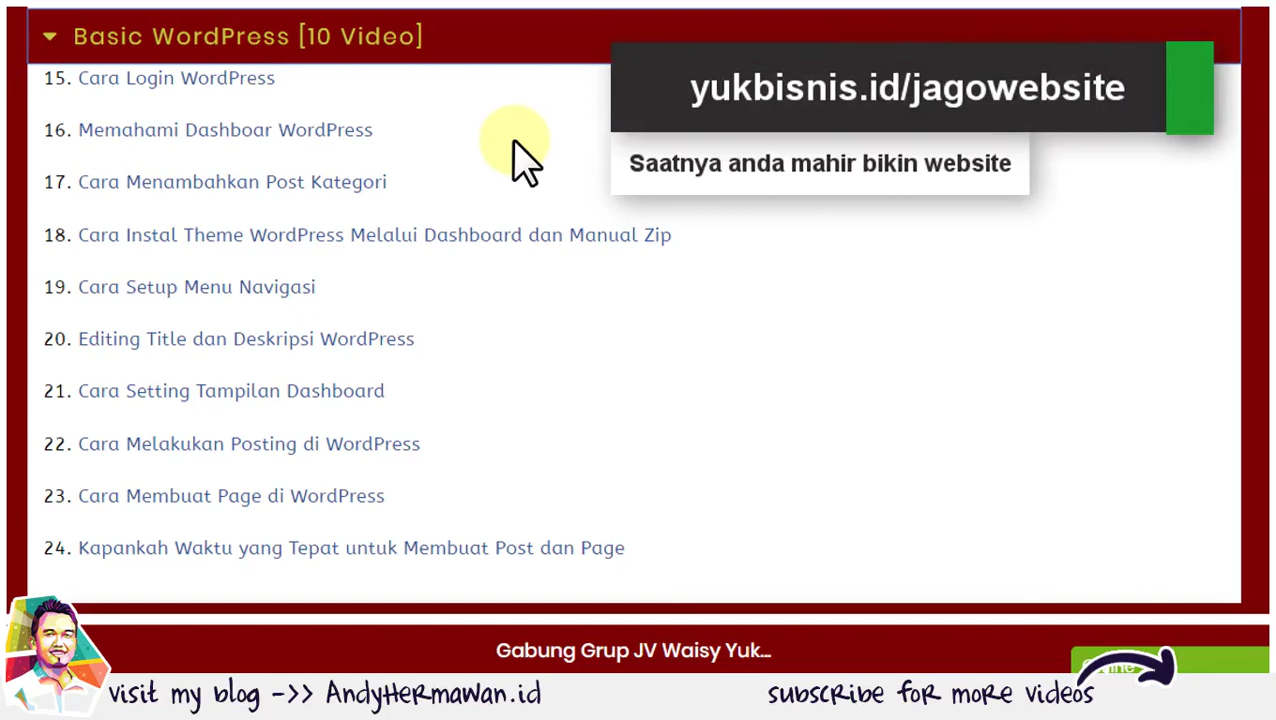 Basic WordPress [10 Video]
yukbisnis.id/jagowebsite
Saatnya anda mahir bikin website
15. Cara Login WordPress
16. Memahami Dashboar WordPress
17. Cara Menambahkan Post Kategori
18. Cara Instal Theme WordPress Melalui Dashboard dan Manual Zip
19. Cara Setup Menu Navigasi
20. Editing Title dan Deskripsi WordPress
21. Cara Setting Tampilan Dashboard
22. Cara Melakukan Posting di WordPress
23. Cara Membuat Page di WordPress
24. Kapankah Waktu yang Tepat untuk Membuat Post dan Page
Gabung Grup JV Waisy Yuk...
visit my blog ->> AndyHermawan.id
subscribe for more videos